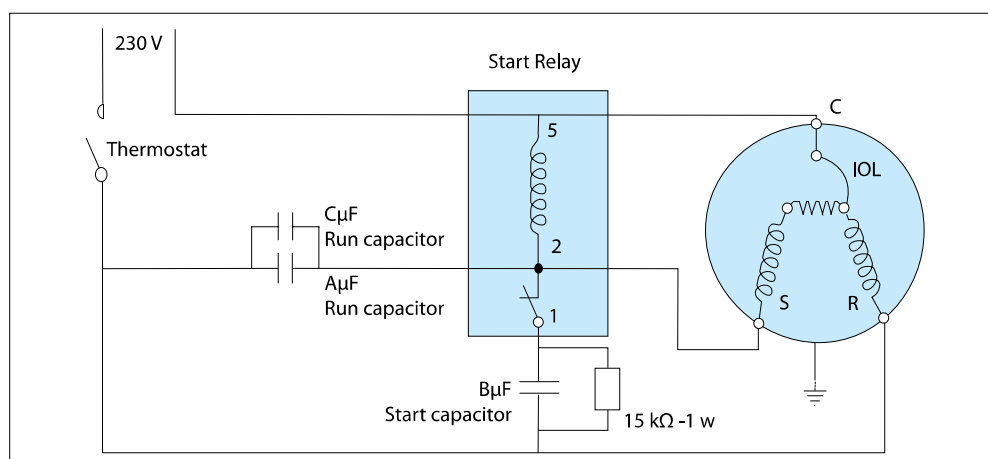 230 V
Start Relay
C
5
Thermostat
IOL
CµF
Run capacitor
2
AµF
Run capacitor
1
S
R
BµF
Start capacitor
15 kΩ -1 w